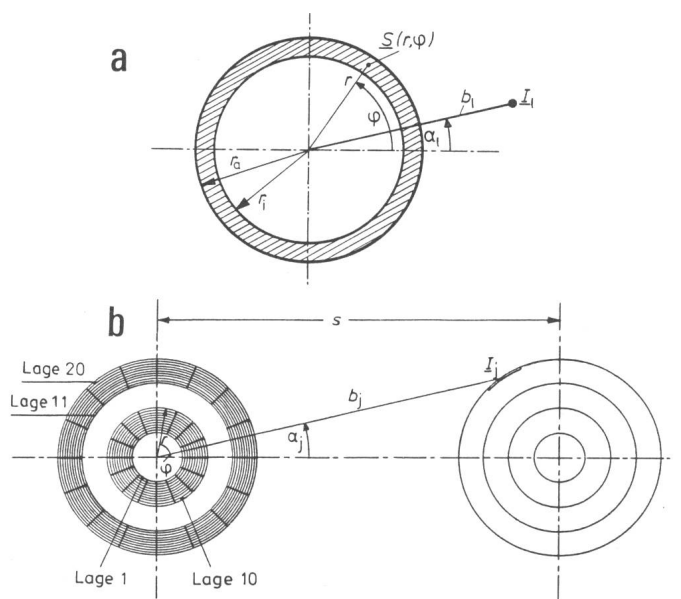 a
S(r,φ)
r
φ
b₁
I₁
α₁
rₐ
rᵢ
b
s
Lage 20
Lage 11
Iⱼ
bⱼ
αⱼ
r
φ
Lage 1
Lage 10